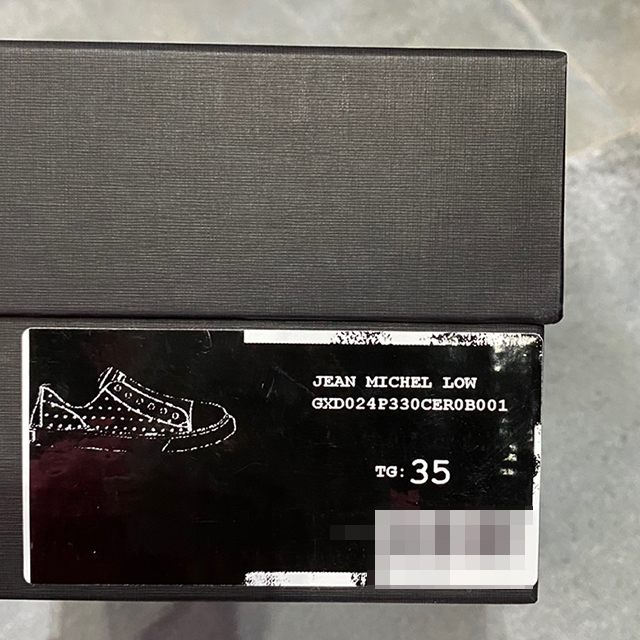 JEAN MICHEL LOW
GXD024P330CER0B001
TG: 35